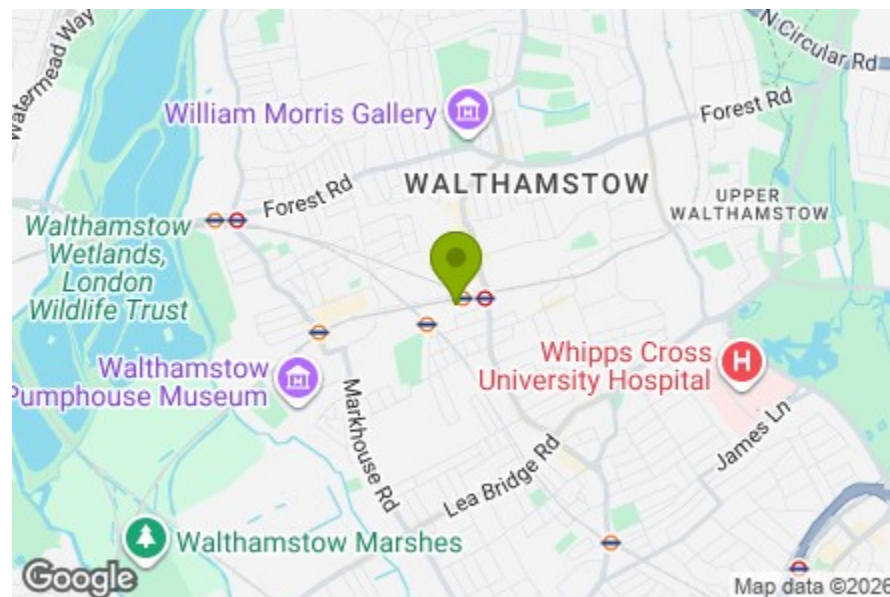 N Circular Rd
Watermead Way
William Morris Gallery
Forest Rd
WALTHAMSTOW
Forest Rd
UPPER
WALTHAMSTOW
Walthamstow
Wetlands,
London
Wildlife Trust
Whipps Cross
University Hospital
H
Walthamstow
Pumphouse Museum
Markhouse Rd
James Ln
Lea Bridge Rd
Walthamstow Marshes
Google
Map data ©2026